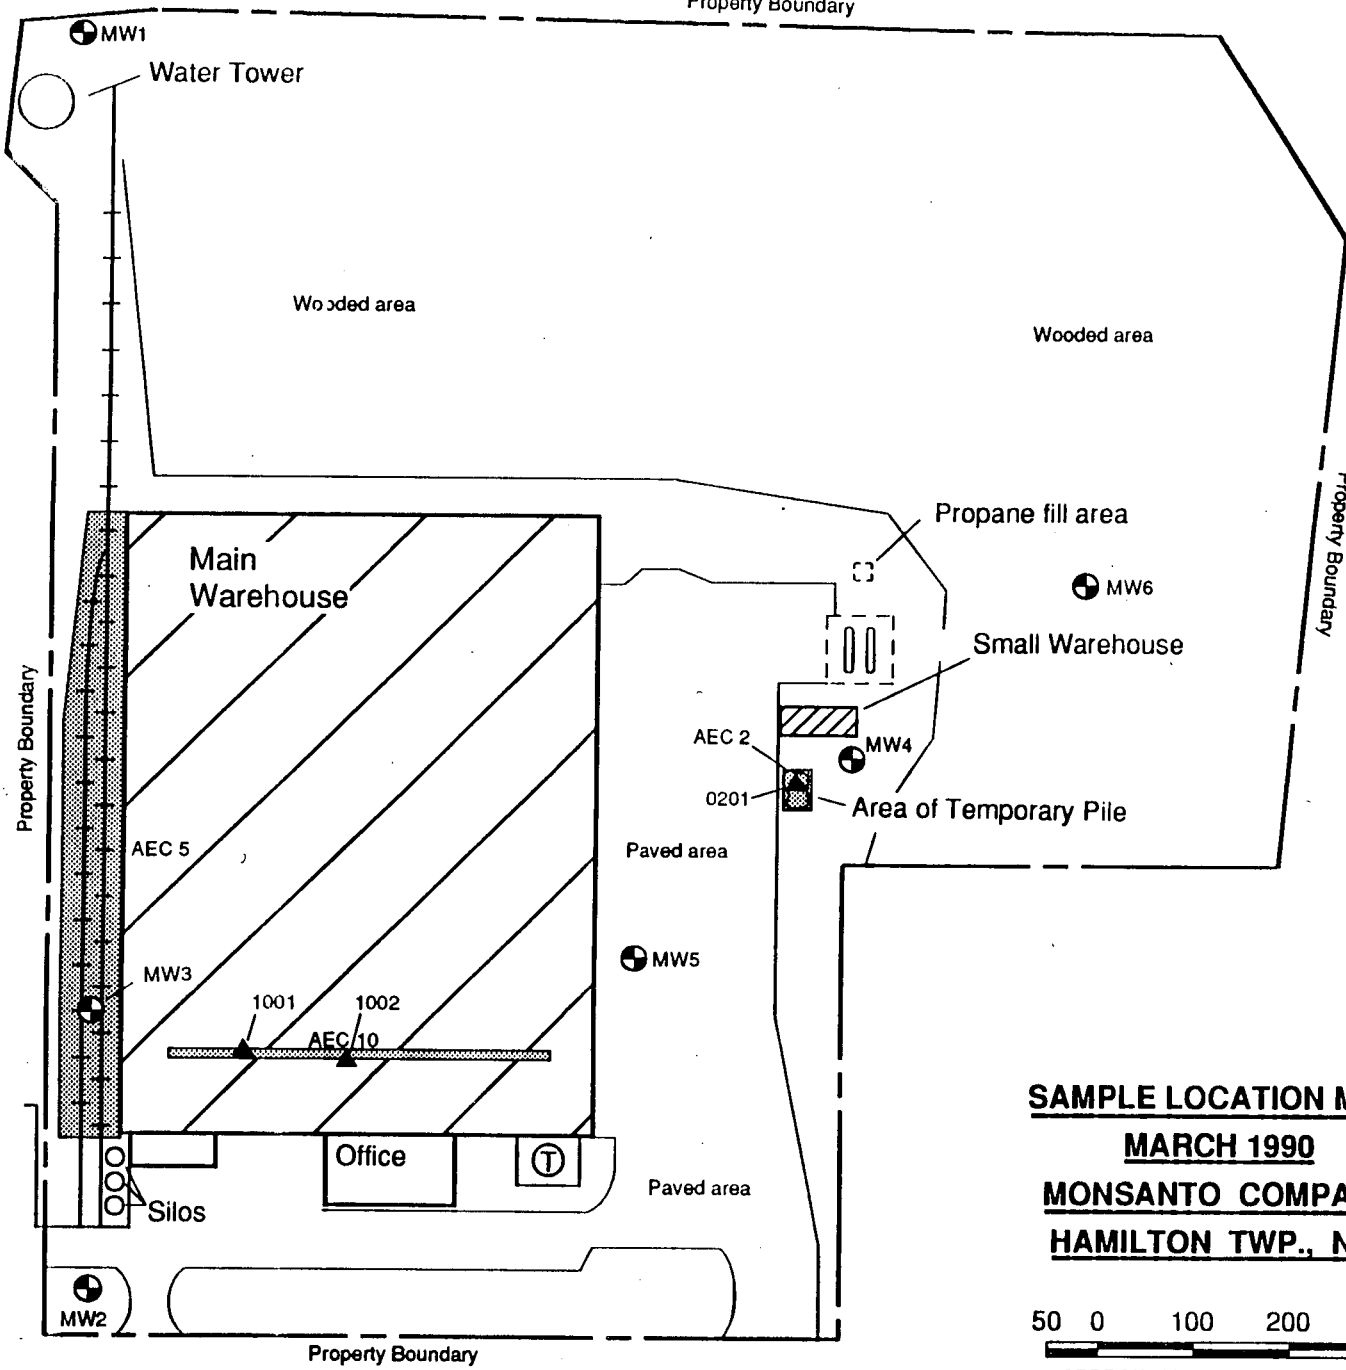 Property Boundary
MW1
Water Tower
Wooded area
Wooded area
Propane fill area
Property Boundary
Main
Warehouse
MW6
Small Warehouse
Property Boundary
AEC 2
MW4
0201
Area of Temporary Pile
AEC 5
Paved area
MW3
MW5
1001
1002
AEC 10
SAMPLE LOCATION M
MARCH 1990
MONSANTO COMPA
HAMILTON TWP., N
Office
T
Paved area
Silos
MW2
50 0 100 200
Property Boundary